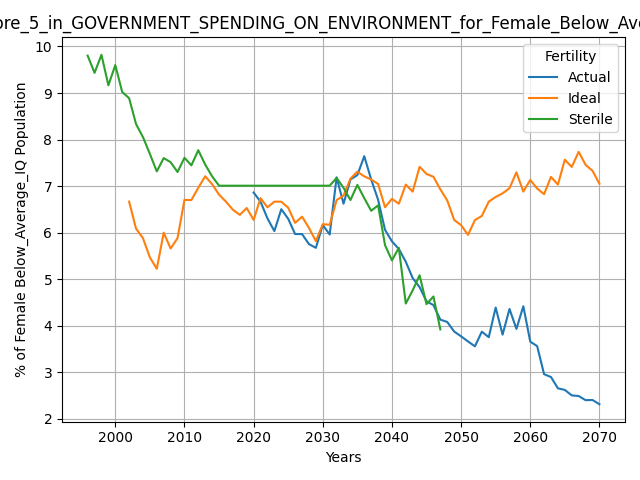 ore_5_in_GOVERNMENT_SPENDING_ON_ENVIRONMENT_for_Female_Below_Ave
Fertility
Actual
Ideal
Sterile
% of Female Below_Average_IQ Population
10
9
8
7
6
5
4
3
2
2000 2010 2020 2030 2040 2050 2060 2070
Years